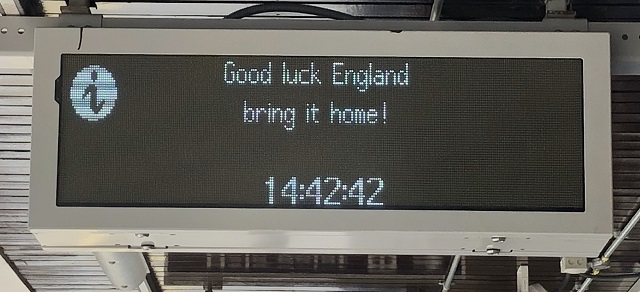 i
Good luck England
bring it home!
14:42:42